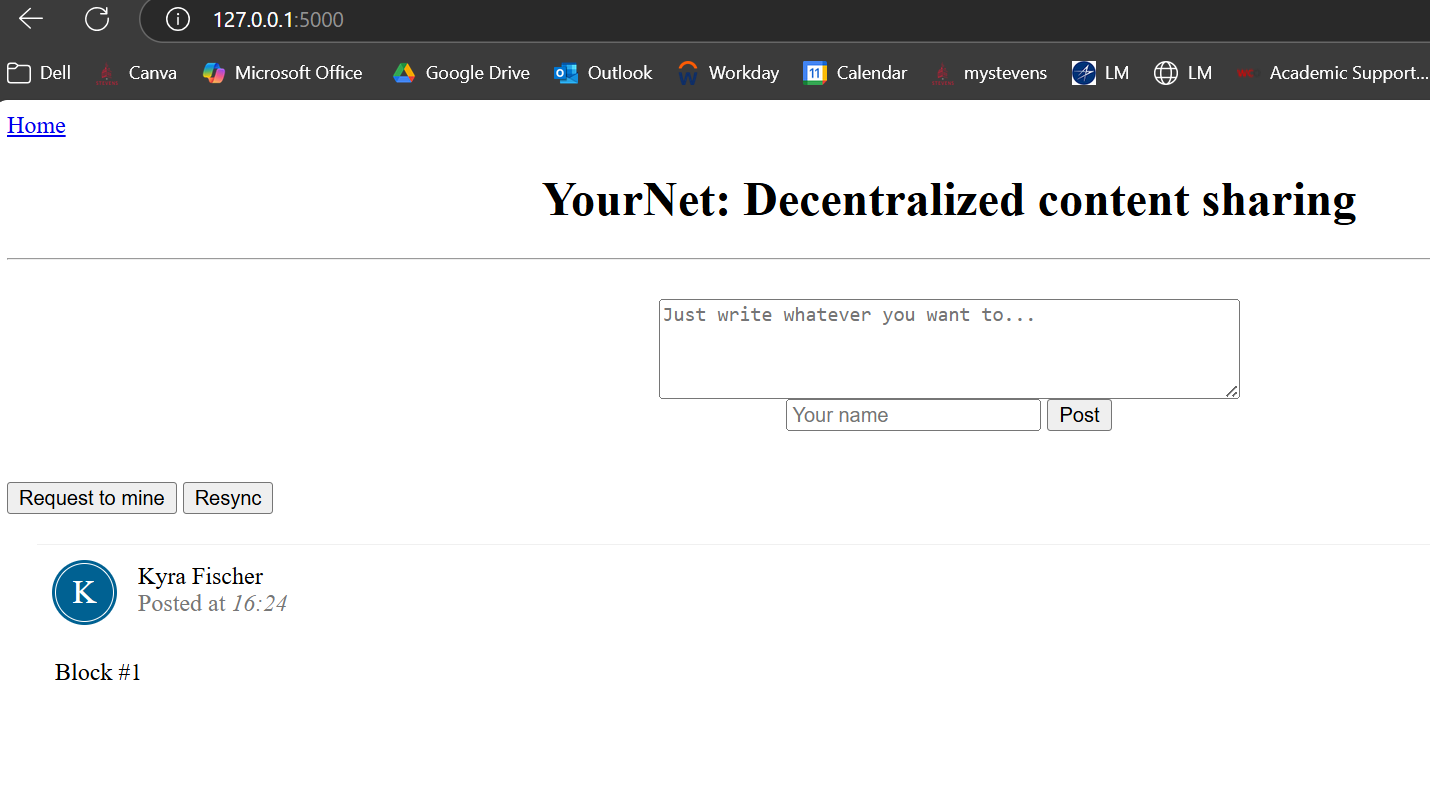 127.0.0.1:5000
Dell Canva Microsoft Office Google Drive Outlook Workday 11 Calendar mystevens LM LM Academic Support...
Home
YourNet: Decentralized content sharing
Just write whatever you want to...
Your name Post
Request to mine Resync
K Kyra Fischer
Posted at 16:24
Block #1